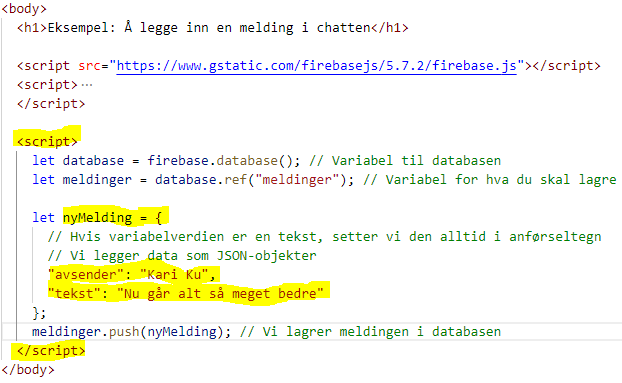 <body>
<h1>Eksempel: Å legge inn en melding i chatten</h1>
<script src="https://www.gstatic.com/firebasejs/5.7.2/firebase.js"></script>
<script>…
</script>
<script>
let database = firebase.database(); // Variabel til databasen
let meldinger = database.ref("meldinger"); // Variabel for hva du skal lagre
let nyMelding = {
// Hvis variabelverdien er en tekst, setter vi den alltid i anførseltegn
// Vi legger data som JSON-objekter
"avsender": "Kari Ku",
"tekst": "Nu går alt så meget bedre"
};
meldinger.push(nyMelding); // Vi lagrer meldingen i databasen
</script>
</body>